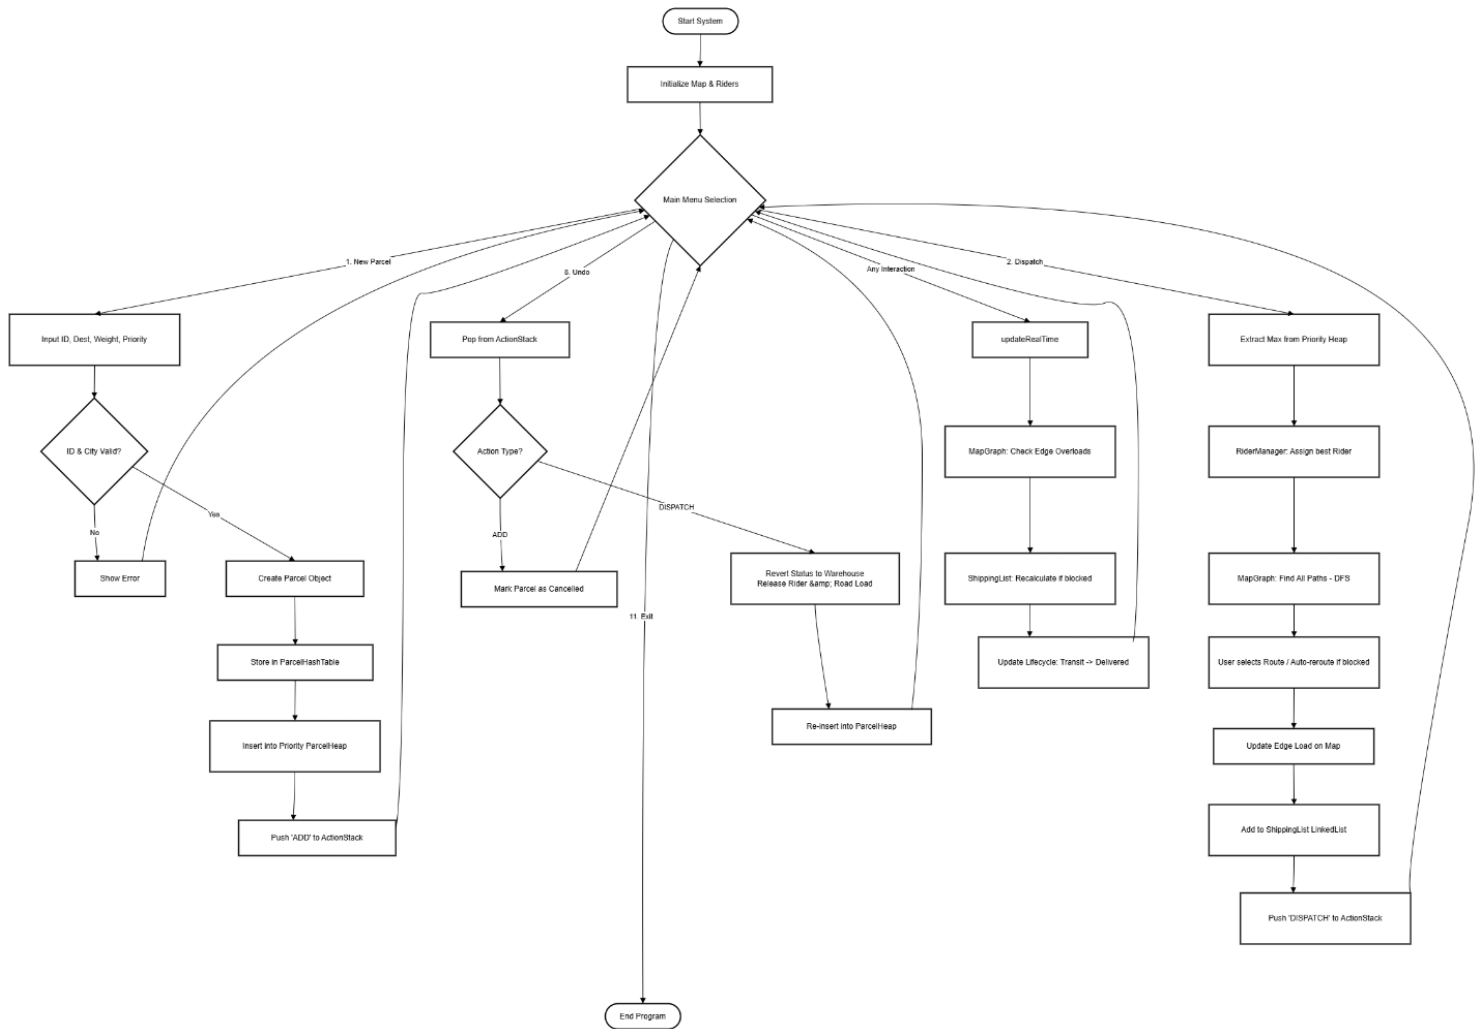 Start System
Initialize Map & Riders
Main Menu Selection
1. New Parcel
8. Undo
Any Interaction
2. Dispatch
Input ID, Dest, Weight, Priority
Pop from ActionStack
updateRealTime
Extract Max from Priority Heap
ID & City Valid?
Action Type?
MapGraph: Check Edge Overloads
RiderManager: Assign best Rider
Yes
DISPATCH
No
ADD
Show Error
Create Parcel Object
Mark Parcel as Cancelled
Revert Status to Warehouse
Release Rider &amp; Road Load
ShippingList: Recalculate if blocked
MapGraph: Find All Paths - DFS
11. Exit
Store in ParcelHashTable
Update Lifecycle: Transit -> Delivered
User selects Route / Auto-reroute if blocked
Insert into Priority ParcelHeap
Re-insert into ParcelHeap
Update Edge Load on Map
Push 'ADD' to ActionStack
Add to ShippingList LinkedList
Push 'DISPATCH' to ActionStack
End Program